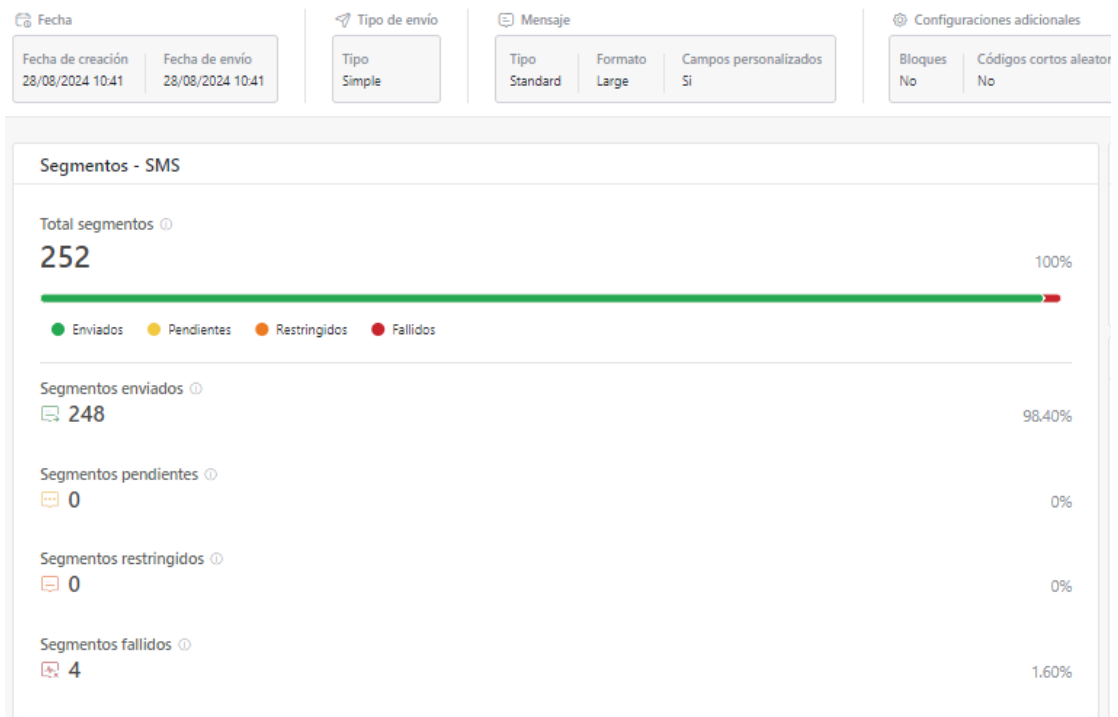 Fecha
Tipo de envío
Mensaje
Configuraciones adicionales
Fecha de creación
Fecha de envío
Tipo
Tipo
Formato
Campos personalizados
Bloques
Códigos cortos aleator
28/08/2024 10:41
28/08/2024 10:41
Simple
Standard
Large
Si
No
No
Segmentos - SMS
Total segmentos
252
100%
Enviados
Pendientes
Restringidos
Fallidos
Segmentos enviados
248
98.40%
Segmentos pendientes
0
0%
Segmentos restringidos
0
0%
Segmentos fallidos
4
1.60%